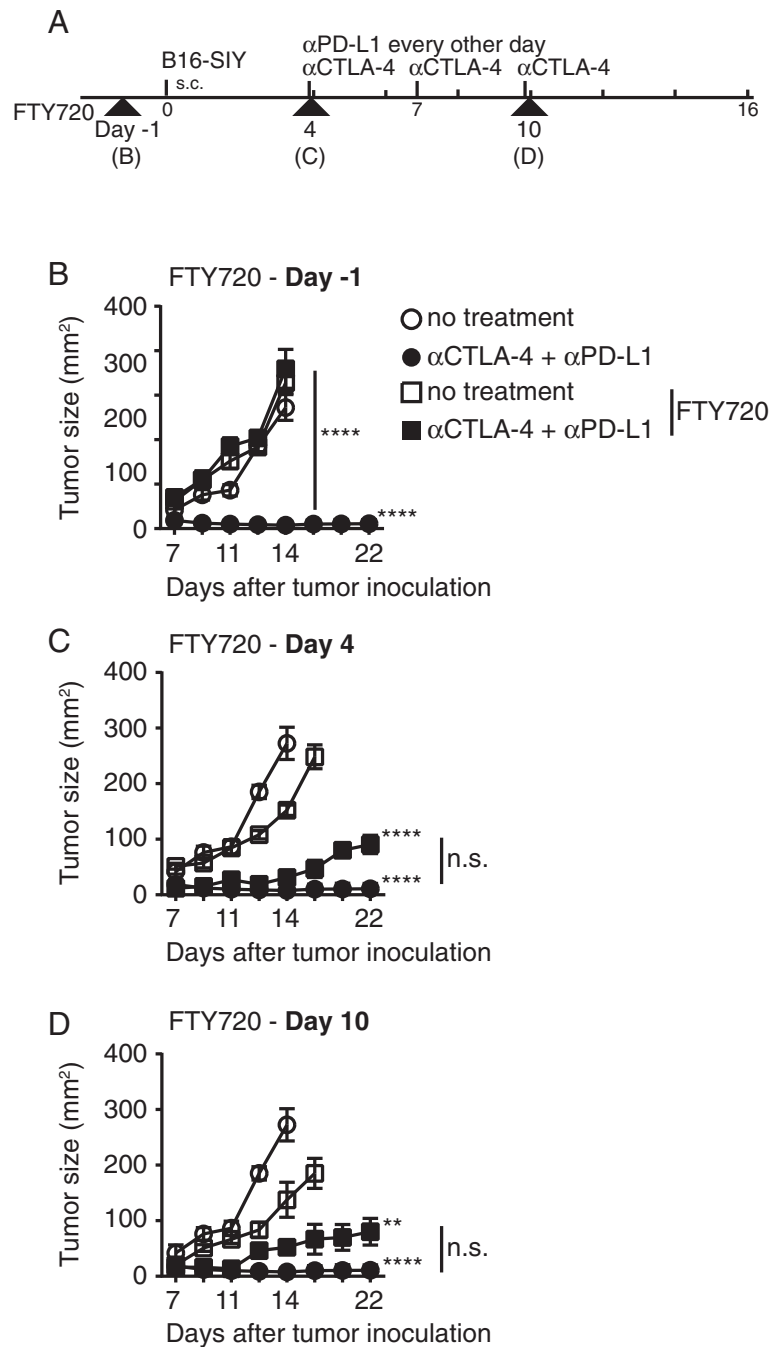 A
αPD-L1 every other day
B16-SIY
αCTLA-4 αCTLA-4 αCTLA-4
s.c.
FTY720
0 7 16
Day -1 4 10
(B) (C) (D)
B FTY720 - Day -1
Tumor size (mm²)
400
300
200
100
0
7 11 14 22
Days after tumor inoculation
****
****
no treatment
αCTLA-4 + αPD-L1
no treatment
αCTLA-4 + αPD-L1
FTY720
C FTY720 - Day 4
Tumor size (mm²)
400
300
200
100
0
7 11 14 22
Days after tumor inoculation
****
****
n.s.
D FTY720 - Day 10
Tumor size (mm²)
400
300
200
100
0
7 11 14 22
Days after tumor inoculation
**
****
n.s.